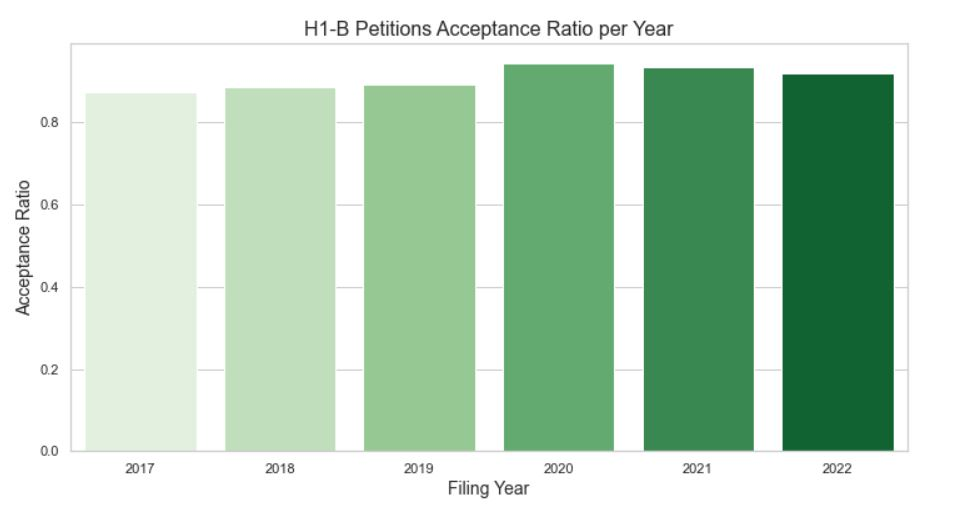 H1-B Petitions Acceptance Ratio per Year
Acceptance Ratio
0.8
0.6
0.4
0.2
0.0
2017 2018 2019 2020 2021 2022
Filing Year